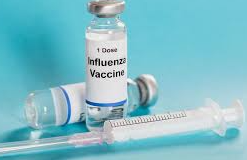 1 Dose
Influenza
Vaccine